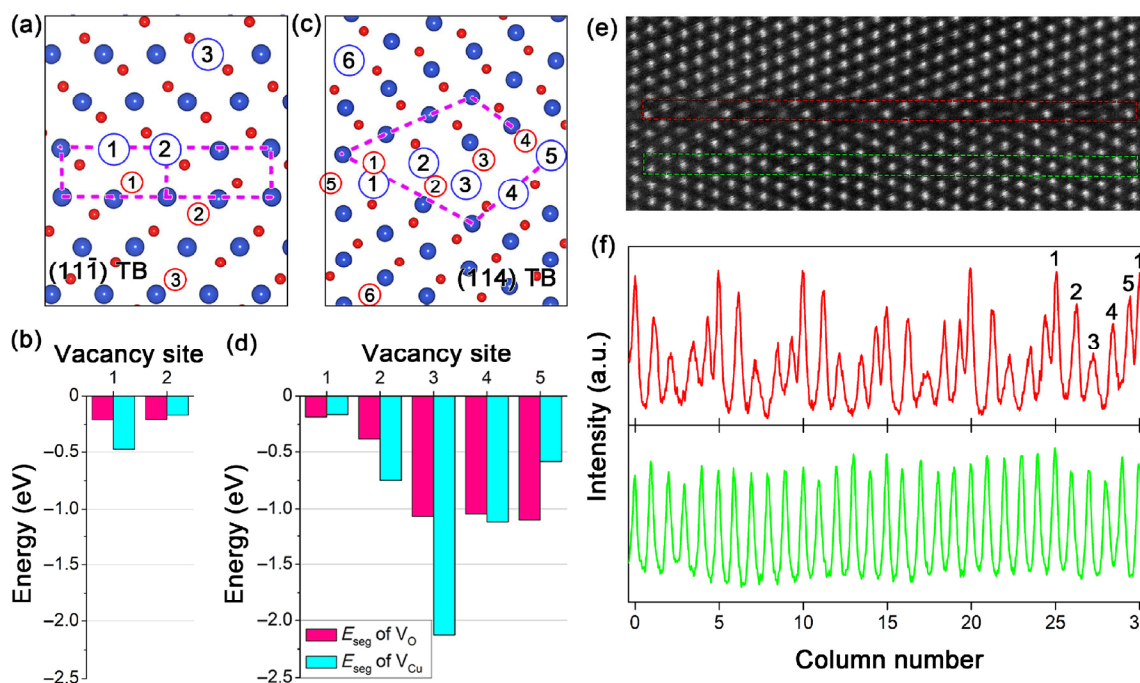 (a)
3
1
2
1
2
3
(111̄) TB
(c)
6
1
2
3
4
5
5
1
2
3
4
6
(114) TB
(b)
Vacancy site
1 2
0
−0.5
−1.0
−1.5
−2.0
−2.5
Energy (eV)
(d)
Vacancy site
1 2 3 4 5
0
−0.5
−1.0
−1.5
−2.0
−2.5
Energy (eV)
Eseg of VO
Eseg of VCu
(e)
(f)
1
2
3
4
5
1
Intensity (a.u.)
0 5 10 15 20 25 3
Column number